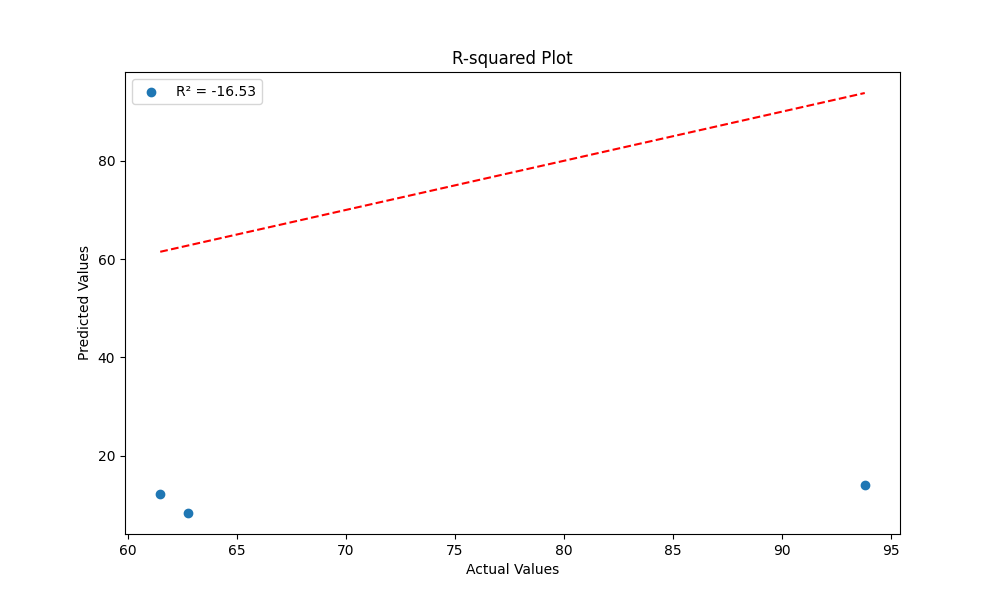 R-squared Plot
R² = -16.53
80
60
40
20
Predicted Values
60 65 70 75 80 85 90 95
Actual Values